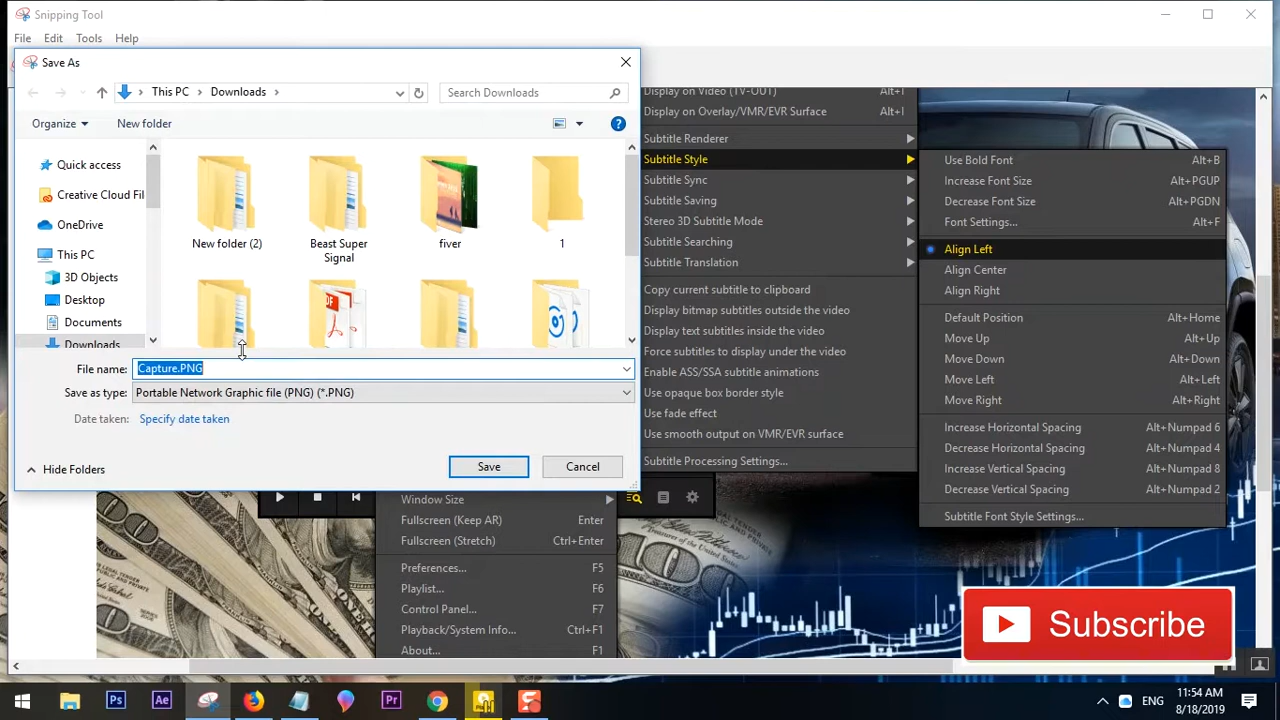 Snipping Tool
File Edit Tools Help
Save As
This PC Downloads
Search Downloads
Organize New folder
Quick access
Creative Cloud Fil
OneDrive
This PC
3D Objects
Desktop
Documents
Downloads
New folder (2)
Beast Super
Signal
fiver
1
File name: Capture.PNG
Save as type: Portable Network Graphic file (PNG) (*.PNG)
Date taken: Specify date taken
Hide Folders
Save Cancel
Display on Video (TV-OUT) Alt+T
Display on Overlay/VMR/EVR Surface Alt+I
Subtitle Renderer
Subtitle Style
Subtitle Sync
Subtitle Saving
Stereo 3D Subtitle Mode
Subtitle Searching
Subtitle Translation
Copy current subtitle to clipboard
Display bitmap subtitles outside the video
Display text subtitles inside the video
Force subtitles to display under the video
Enable ASS/SSA subtitle animations
Use opaque box border style
Use fade effect
Use smooth output on VMR/EVR surface
Subtitle Processing Settings...
Use Bold Font Alt+B
Increase Font Size Alt+PGUP
Decrease Font Size Alt+PGDN
Font Settings... Alt+F
Align Left
Align Center
Align Right
Default Position Alt+Home
Move Up Alt+Up
Move Down Alt+Down
Move Left Alt+Left
Move Right Alt+Right
Increase Horizontal Spacing Alt+Numpad 6
Decrease Horizontal Spacing Alt+Numpad 4
Increase Vertical Spacing Alt+Numpad 8
Decrease Vertical Spacing Alt+Numpad 2
Subtitle Font Style Settings...
Window Size
Fullscreen (Keep AR) Enter
Fullscreen (Stretch) Ctrl+Enter
Preferences... F5
Playlist... F6
Control Panel... F7
Playback/System Info... Ctrl+F1
About... F1
Subscribe
Ps Ae Pr
ENG
11:54 AM
8/18/2019